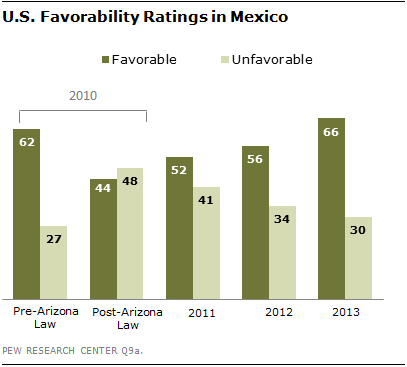 U.S. Favorability Ratings in Mexico
Favorable Unfavorable
2010
62 27 44 48 52 41 56 34 66 30
Pre-Arizona Law Post-Arizona Law 2011 2012 2013
PEW RESEARCH CENTER Q9a.